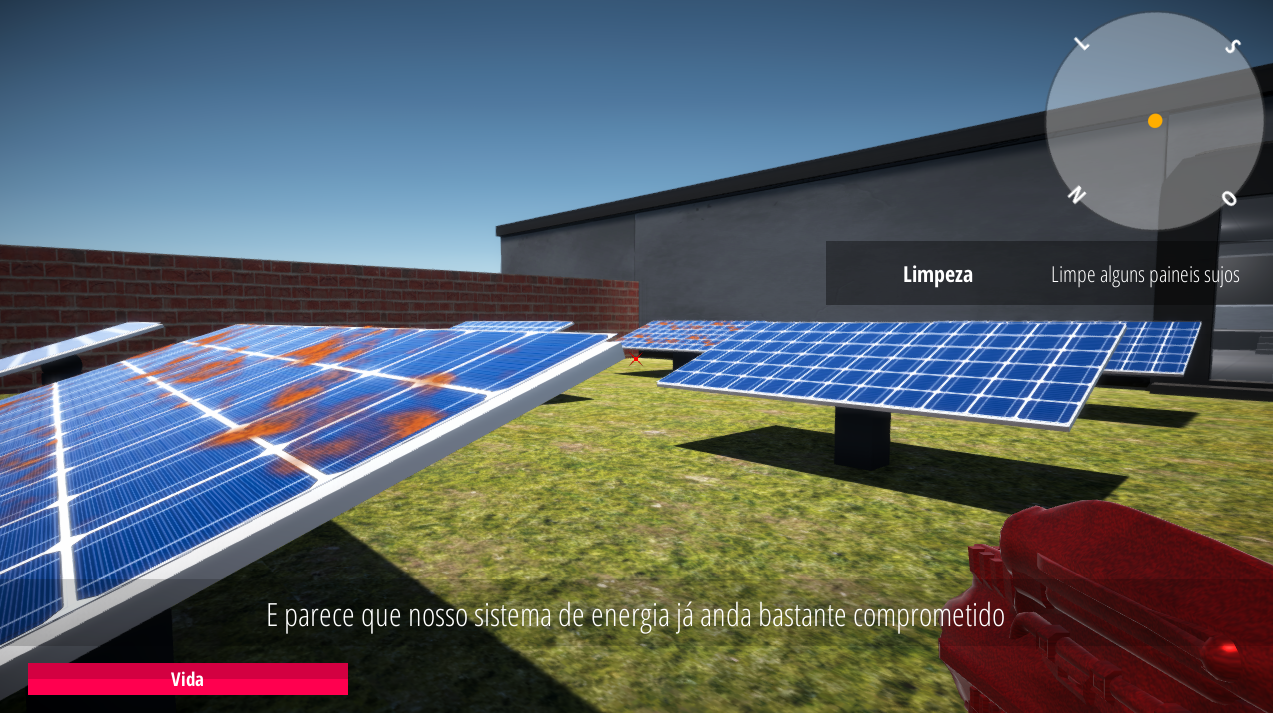 L S
N O
Limpeza Limpe alguns paineis sujos
E parece que nosso sistema de energia já anda bastante comprometido
Vida